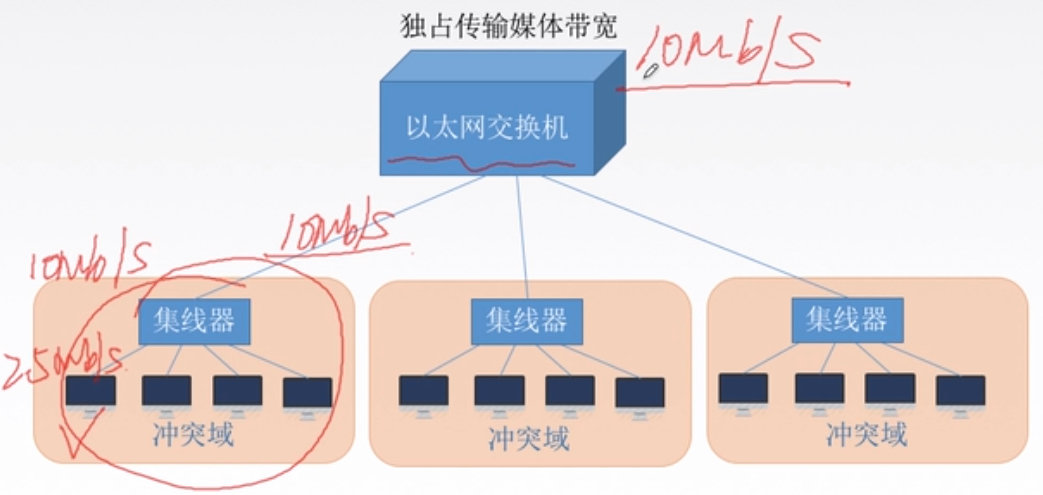 独占传输媒体带宽
10Mb/s
以太网交换机
10Mb/s
10Mb/s
集线器
集线器
集线器
2.5Mb/s
冲突域
冲突域
冲突域